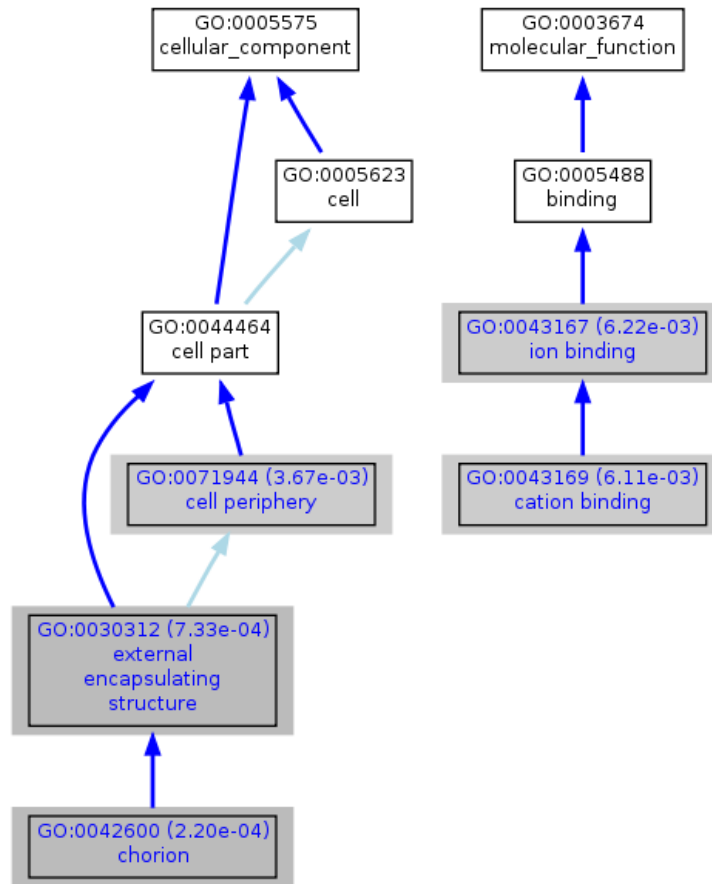 GO:0005575
cellular_component
GO:0003674
molecular_function
GO:0005623
cell
GO:0005488
binding
GO:0044464
cell part
GO:0043167 (6.22e-03)
ion binding
GO:0071944 (3.67e-03)
cell periphery
GO:0043169 (6.11e-03)
cation binding
GO:0030312 (7.33e-04)
external
encapsulating
structure
GO:0042600 (2.20e-04)
chorion